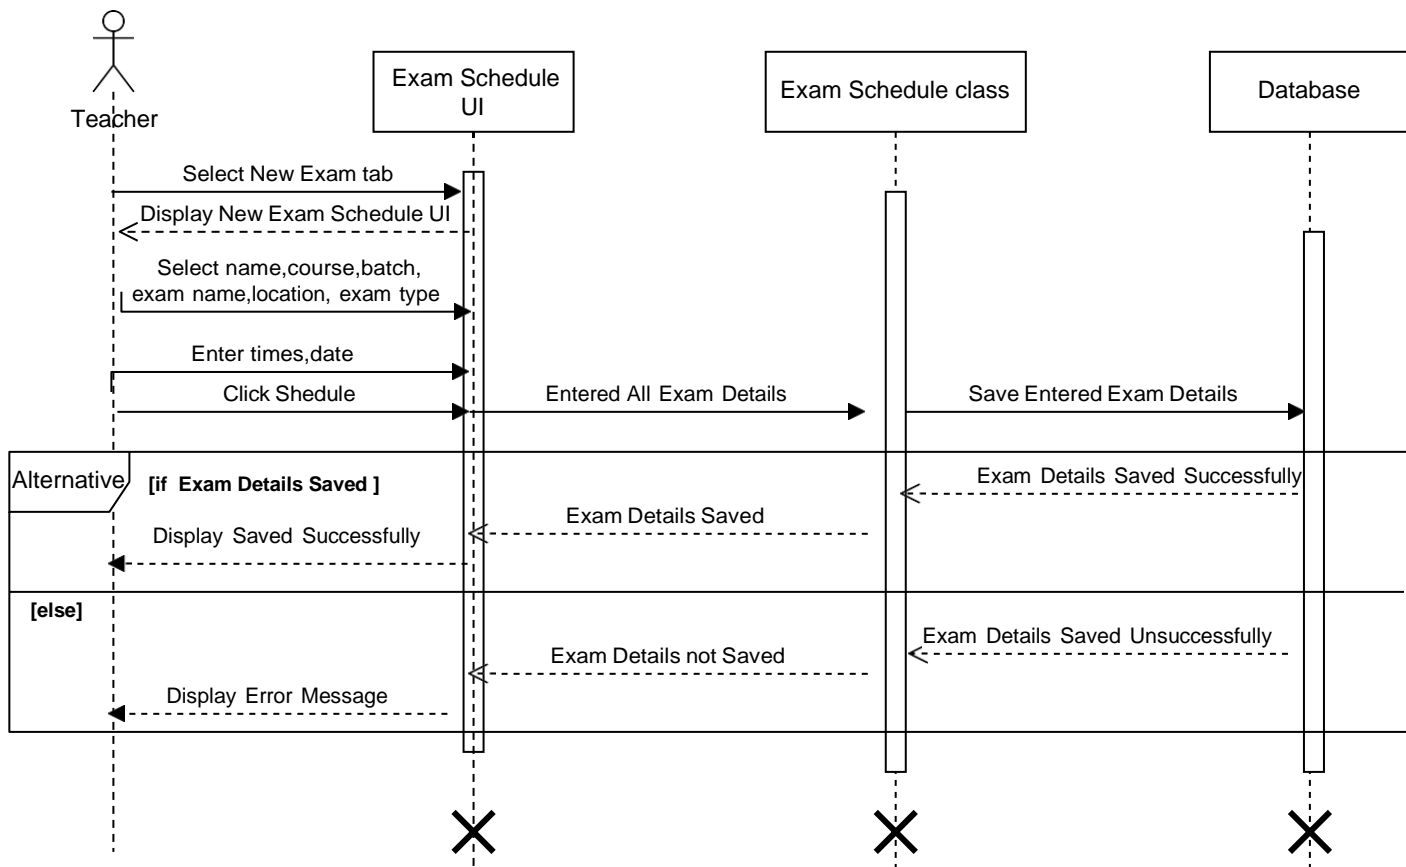 Teacher
Exam Schedule
UI
Exam Schedule class
Database
Select New Exam tab
Display New Exam Schedule UI
Select name,course,batch,
exam name,location, exam type
Enter times,date
Click Shedule
Entered All Exam Details
Save Entered Exam Details
Alternative
[if Exam Details Saved ]
Exam Details Saved Successfully
Exam Details Saved
Display Saved Successfully
[else]
Exam Details Saved Unsuccessfully
Exam Details not Saved
Display Error Message